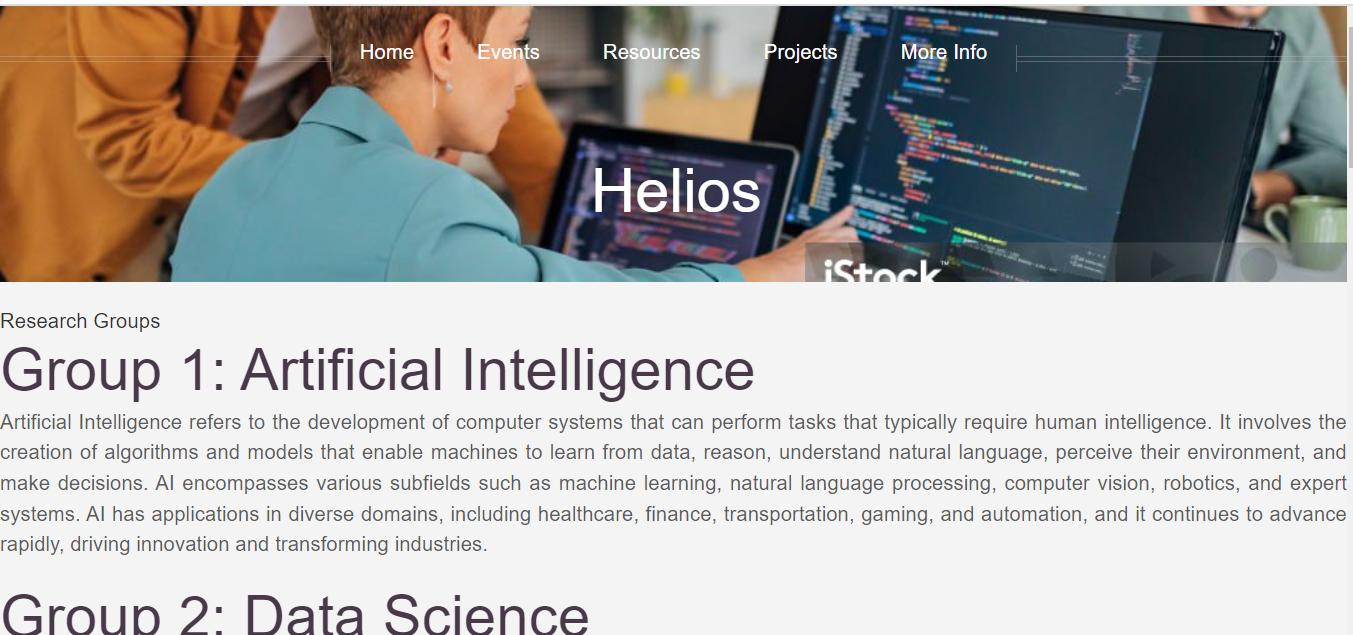 Home Events Resources Projects More Info
Helios
iStock™
Research Groups
Group 1: Artificial Intelligence
Artificial Intelligence refers to the development of computer systems that can perform tasks that typically require human intelligence. It involves the
creation of algorithms and models that enable machines to learn from data, reason, understand natural language, perceive their environment, and
make decisions. AI encompasses various subfields such as machine learning, natural language processing, computer vision, robotics, and expert
systems. AI has applications in diverse domains, including healthcare, finance, transportation, gaming, and automation, and it continues to advance
rapidly, driving innovation and transforming industries.
Group 2: Data Science